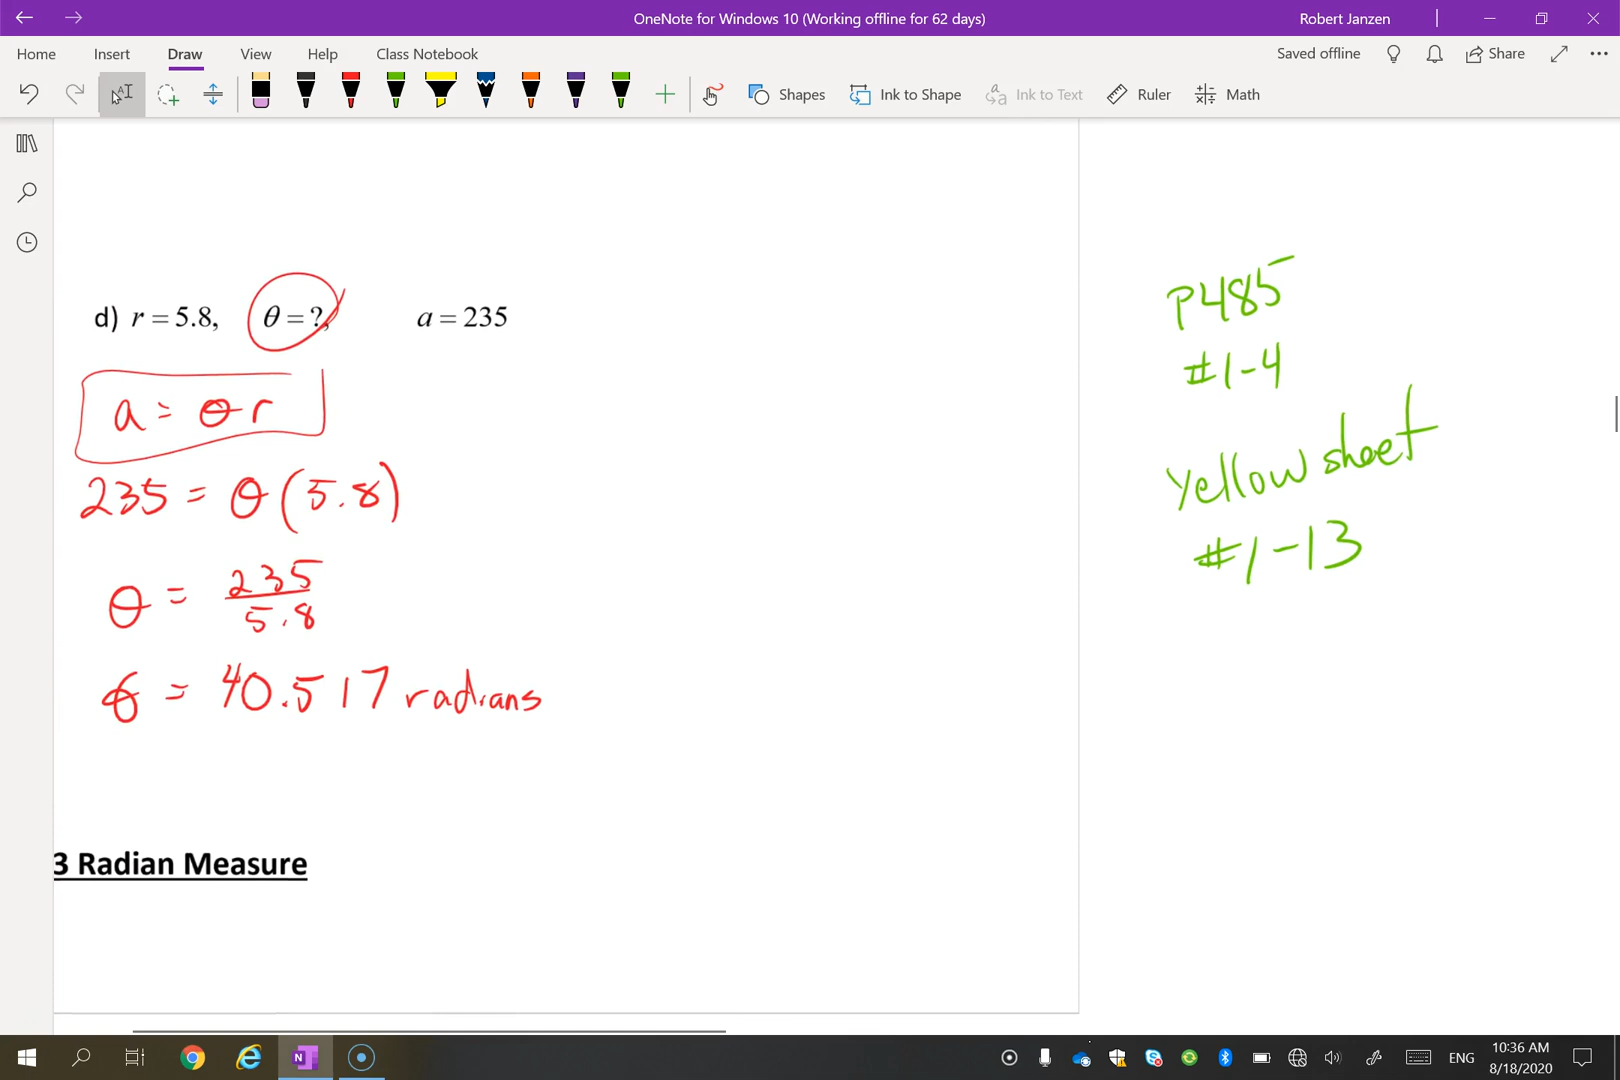 OneNote for Windows 10 (Working offline for 62 days)
Robert Janzen
Home Insert Draw View Help Class Notebook
Saved offline Share
Shapes Ink to Shape Ink to Text Ruler Math
d) r = 5.8, θ = ?, a = 235
a = θ r
235 = θ (5.8)
θ = 235/5.8
θ = 40.517 radians
P485
#1-4
Yellow sheet
#1-13
3 Radian Measure
ENG
10:36 AM
8/18/2020